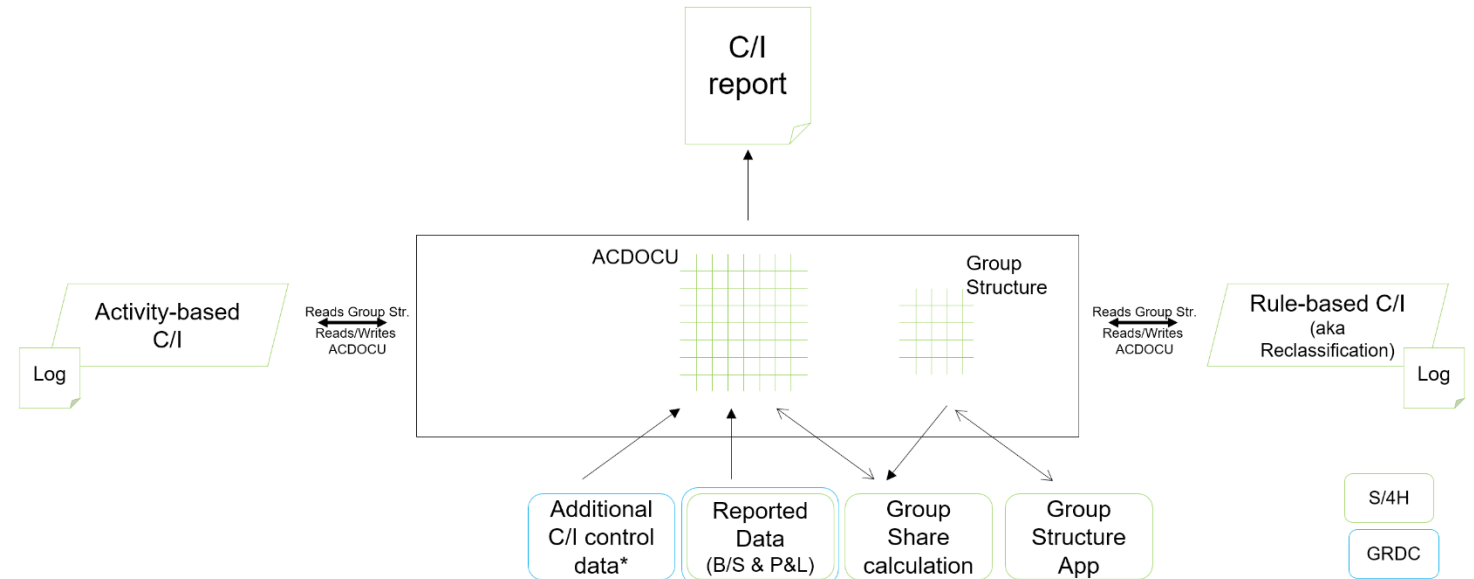 C/I
report
ACDOCU
Group
Structure
Activity-based
C/I
Log
Reads Group Str.
Reads/Writes
ACDOCU
Reads Group Str.
Reads/Writes
ACDOCU
Rule-based C/I
(aka
Reclassification)
Log
Additional
C/I control
data*
Reported
Data
(B/S & P&L)
Group
Share
calculation
Group
Structure
App
S/4H
GRDC